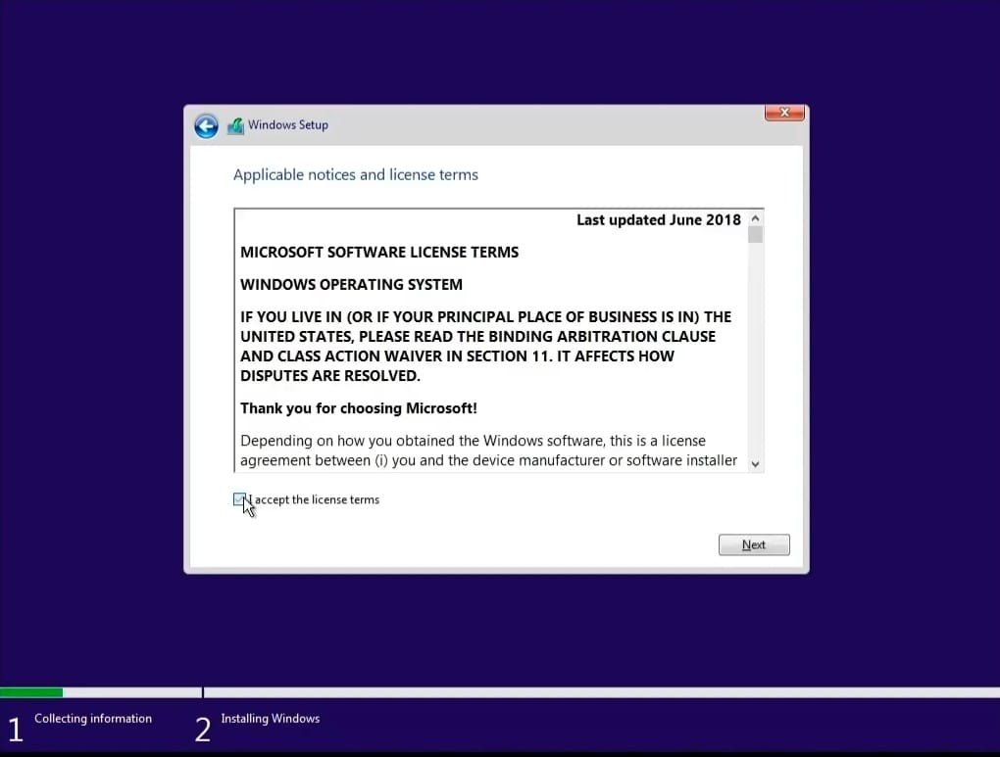 Windows Setup
Applicable notices and license terms
Last updated June 2018
MICROSOFT SOFTWARE LICENSE TERMS
WINDOWS OPERATING SYSTEM
IF YOU LIVE IN (OR IF YOUR PRINCIPAL PLACE OF BUSINESS IS IN) THE
UNITED STATES, PLEASE READ THE BINDING ARBITRATION CLAUSE
AND CLASS ACTION WAIVER IN SECTION 11. IT AFFECTS HOW
DISPUTES ARE RESOLVED.
Thank you for choosing Microsoft!
Depending on how you obtained the Windows software, this is a license
agreement between (i) you and the device manufacturer or software installer
I accept the license terms
Next
1 Collecting information
2 Installing Windows